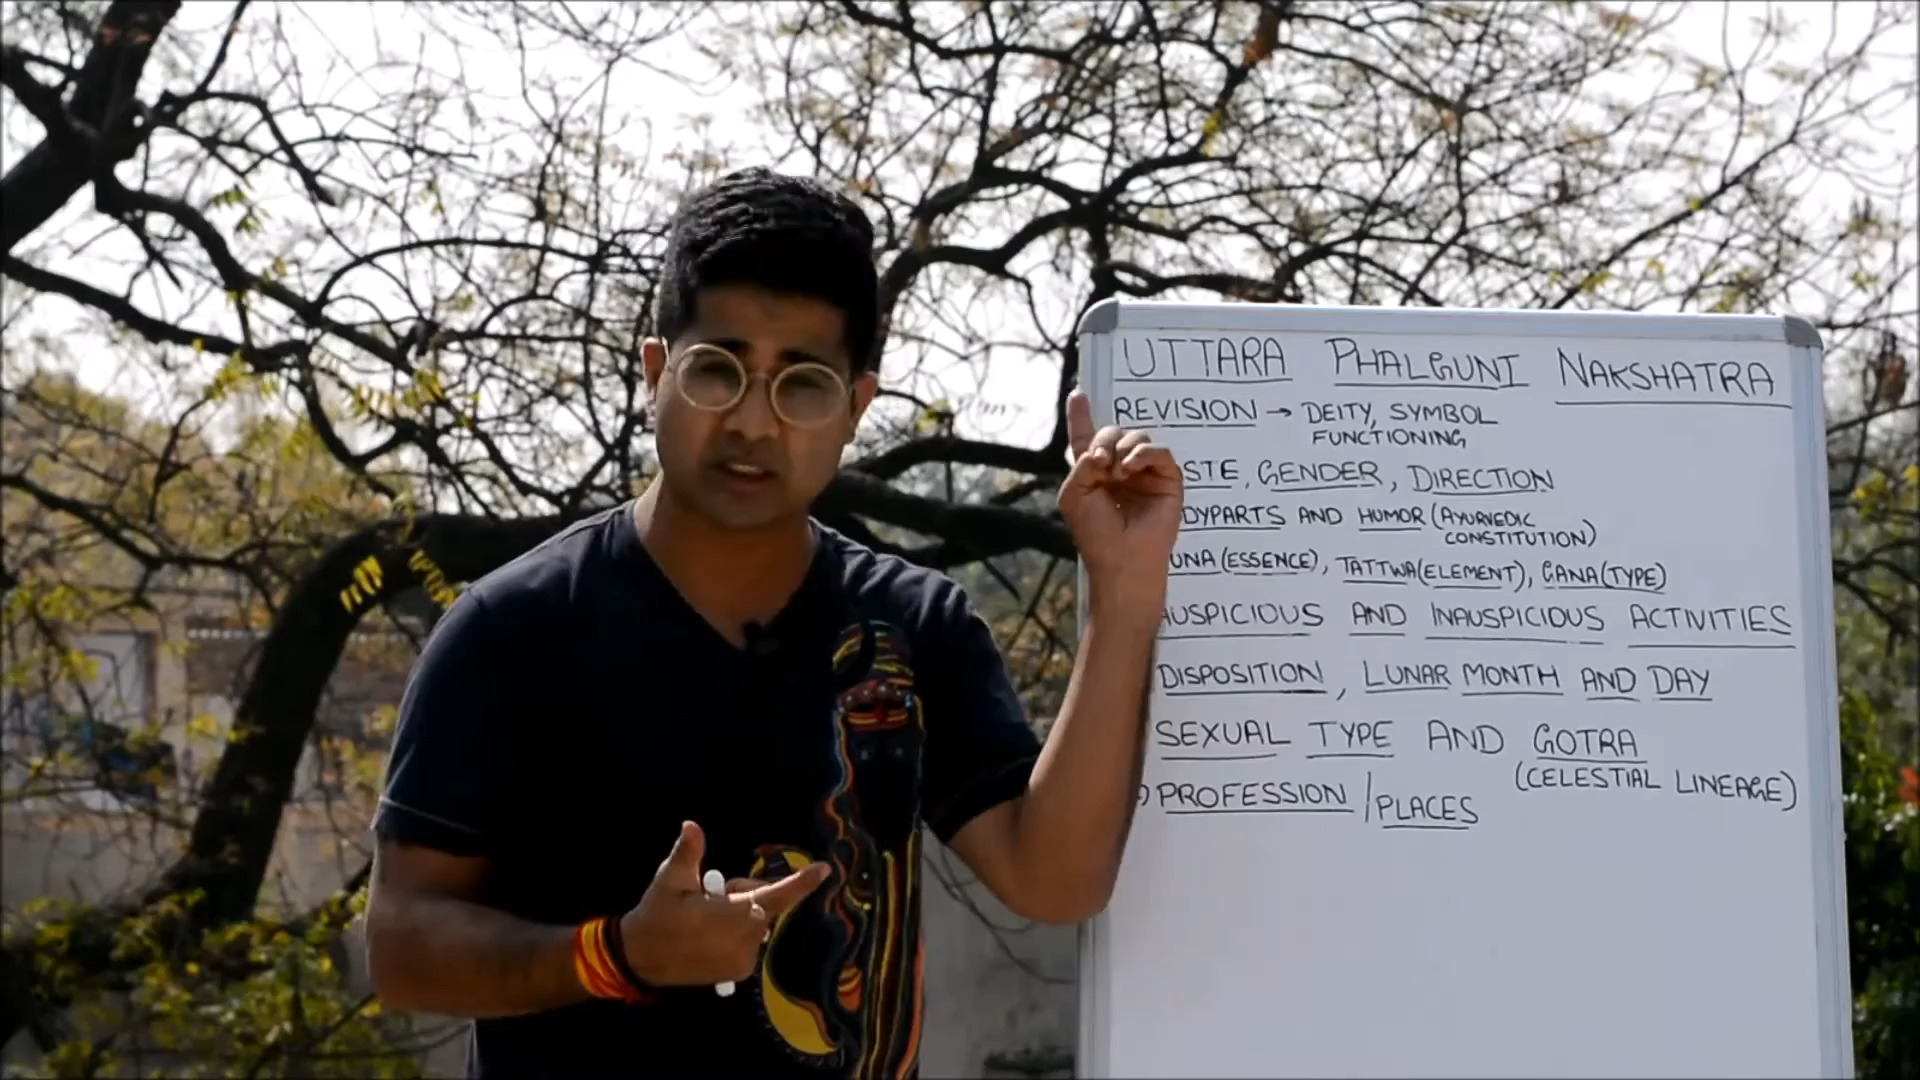 UTTARA PHALGUNI NAKSHATRA
REVISION → DEITY, SYMBOL
FUNCTIONING
STE, GENDER, DIRECTION
DYPARTS AND HUMOR (AYURVEDIC
CONSTITUTION)
UNA (ESSENCE), TATTWA (ELEMENT), GANA (TYPE)
AUSPICIOUS AND INAUSPICIOUS ACTIVITIES
DISPOSITION, LUNAR MONTH AND DAY
SEXUAL TYPE AND GOTRA
(CELESTIAL LINEAGE)
PROFESSION / PLACES